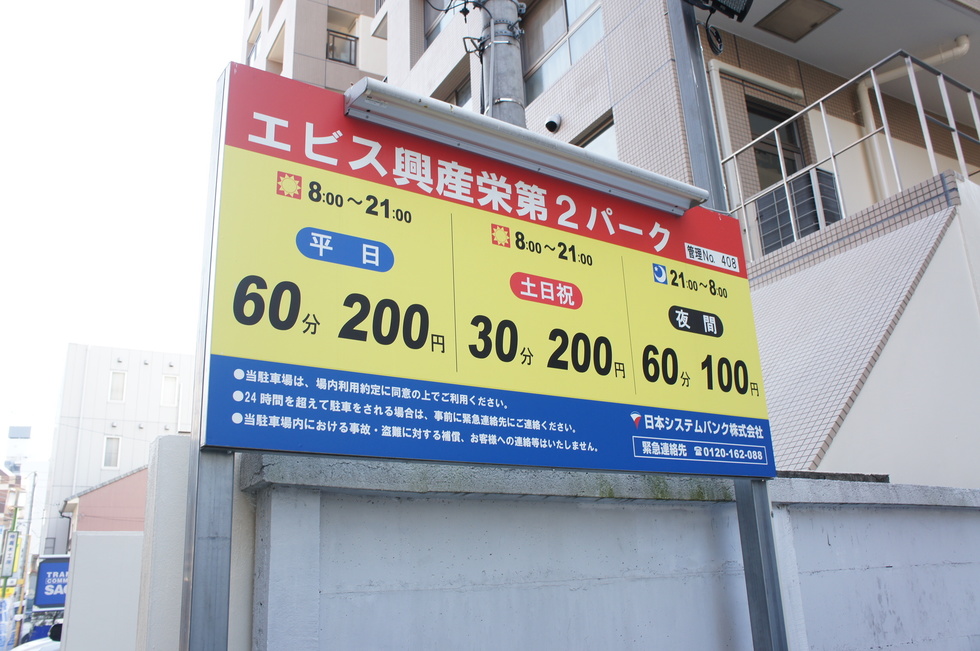 エビス興産栄第2パーク
管理No. 408
8:00～21:00
平日
60分 200円
8:00～21:00
土日祝
30分 200円
21:00～8:00
夜間
60分 100円
●当駐車場は、場内利用約定に同意の上でご利用ください。
●24時間を超えて駐車をされる場合は、事前に緊急連絡先にご連絡ください。
●当駐車場内における事故・盗難に対する補償、お客様への連絡等はいたしません。
日本システムバンク株式会社
緊急連絡先 ☎0120-162-088